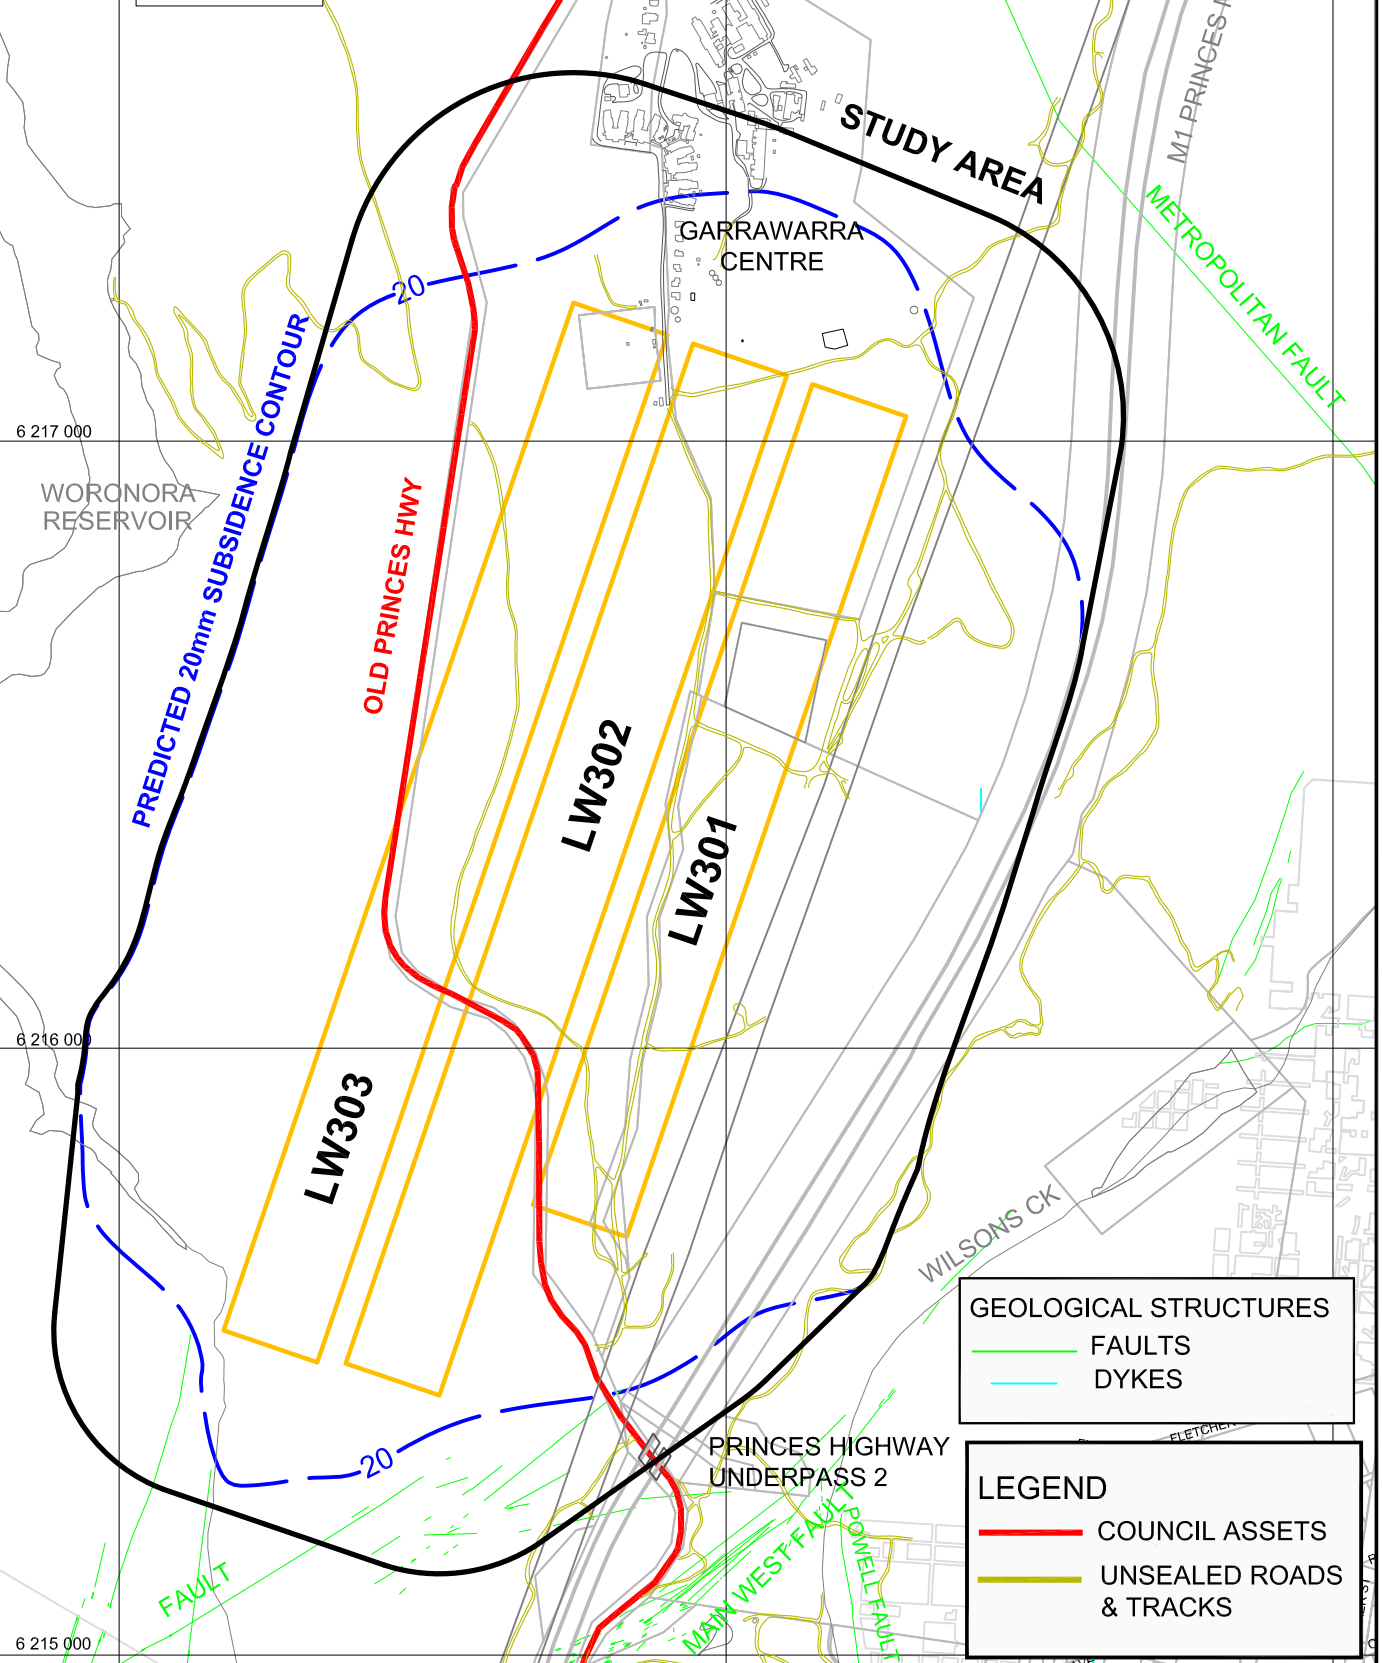 M1 PRINCES
STUDY AREA
METROPOLITAN FAULT
GARRAWARRA
CENTRE
20
PREDICTED 20mm SUBSIDENCE CONTOUR
6 217 000
WORONORA
RESERVOIR
OLD PRINCES HWY
LW302
LW301
6 216 000
LW303
WILSONS CK
GEOLOGICAL STRUCTURES
FAULTS
DYKES
FLETCHER
20
PRINCES HIGHWAY
UNDERPASS 2
LEGEND
COUNCIL ASSETS
UNSEALED ROADS
& TRACKS
FAULT
MAIN WEST FAULT
POWELL FAULT
6 215 000